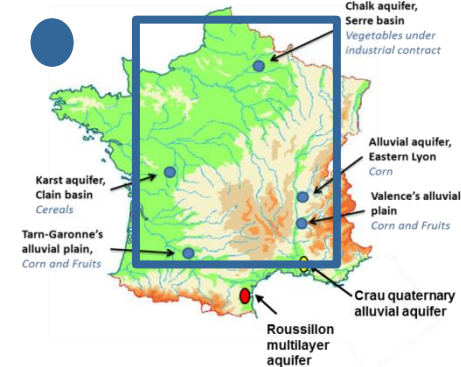 Chalk aquifer,
Serre basin
Vegetables under
industrial contract
Alluvial aquifer,
Eastern Lyon
Corn
Karst aquifer,
Clain basin
Cereals
Valence's alluvial
plain
Corn and Fruits
Tarn-Garonne's
alluvial plain,
Corn and Fruits
Crau quaternary
alluvial aquifer
Roussillon
multilayer
aquifer